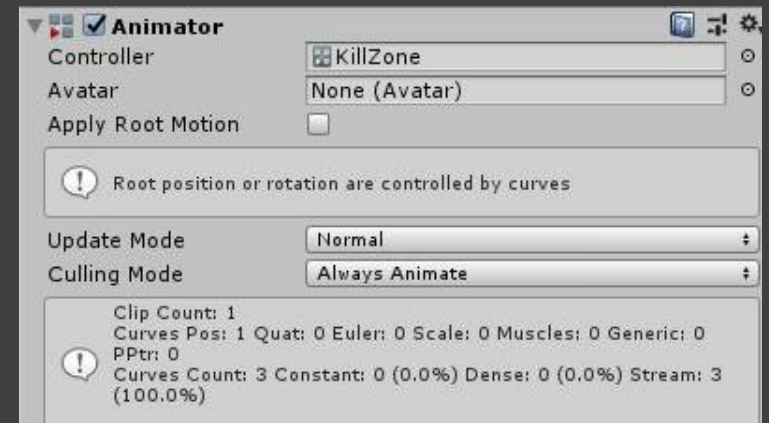 Animator
Controller KillZone
Avatar None (Avatar)
Apply Root Motion
Root position or rotation are controlled by curves
Update Mode Normal
Culling Mode Always Animate
Clip Count: 1
Curves Pos: 1 Quat: 0 Euler: 0 Scale: 0 Muscles: 0 Generic: 0
PPtr: 0
Curves Count: 3 Constant: 0 (0.0%) Dense: 0 (0.0%) Stream: 3
(100.0%)